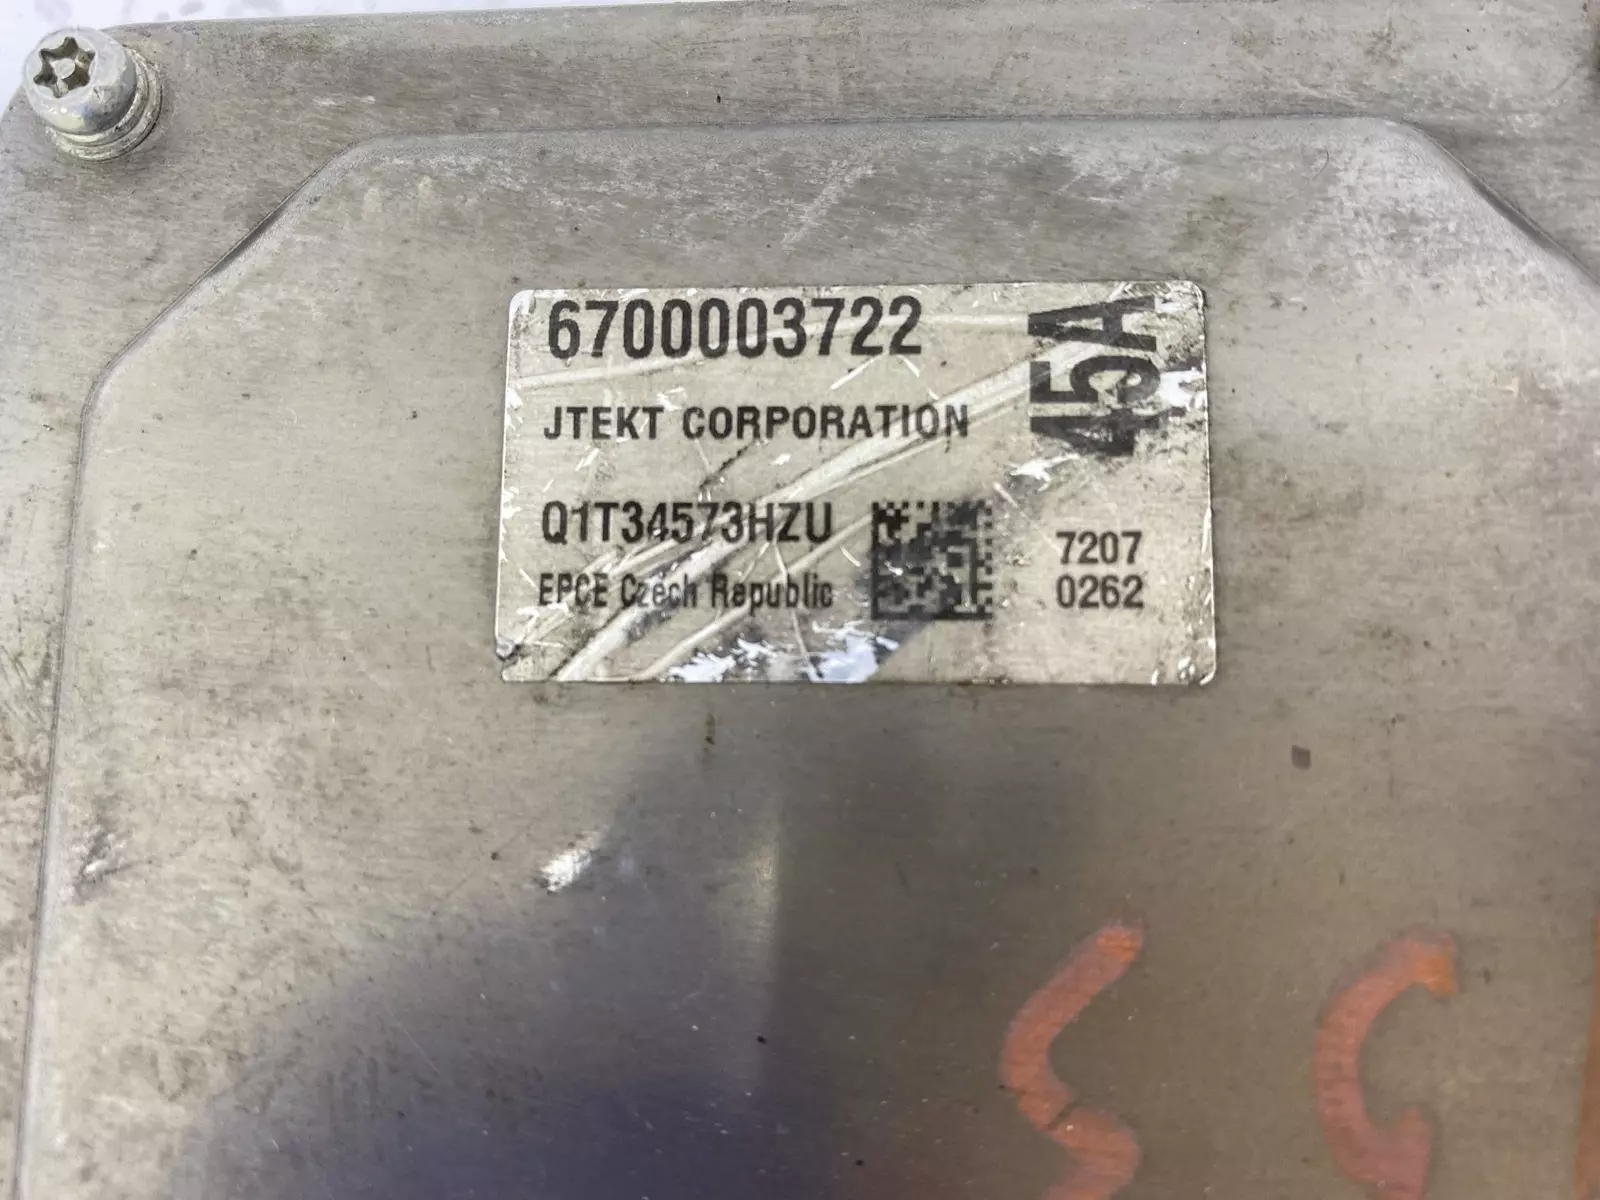 6700003722
45A
JTEKT CORPORATION
Q1T34573HZU
EPCE Czech Republic
7207
0262